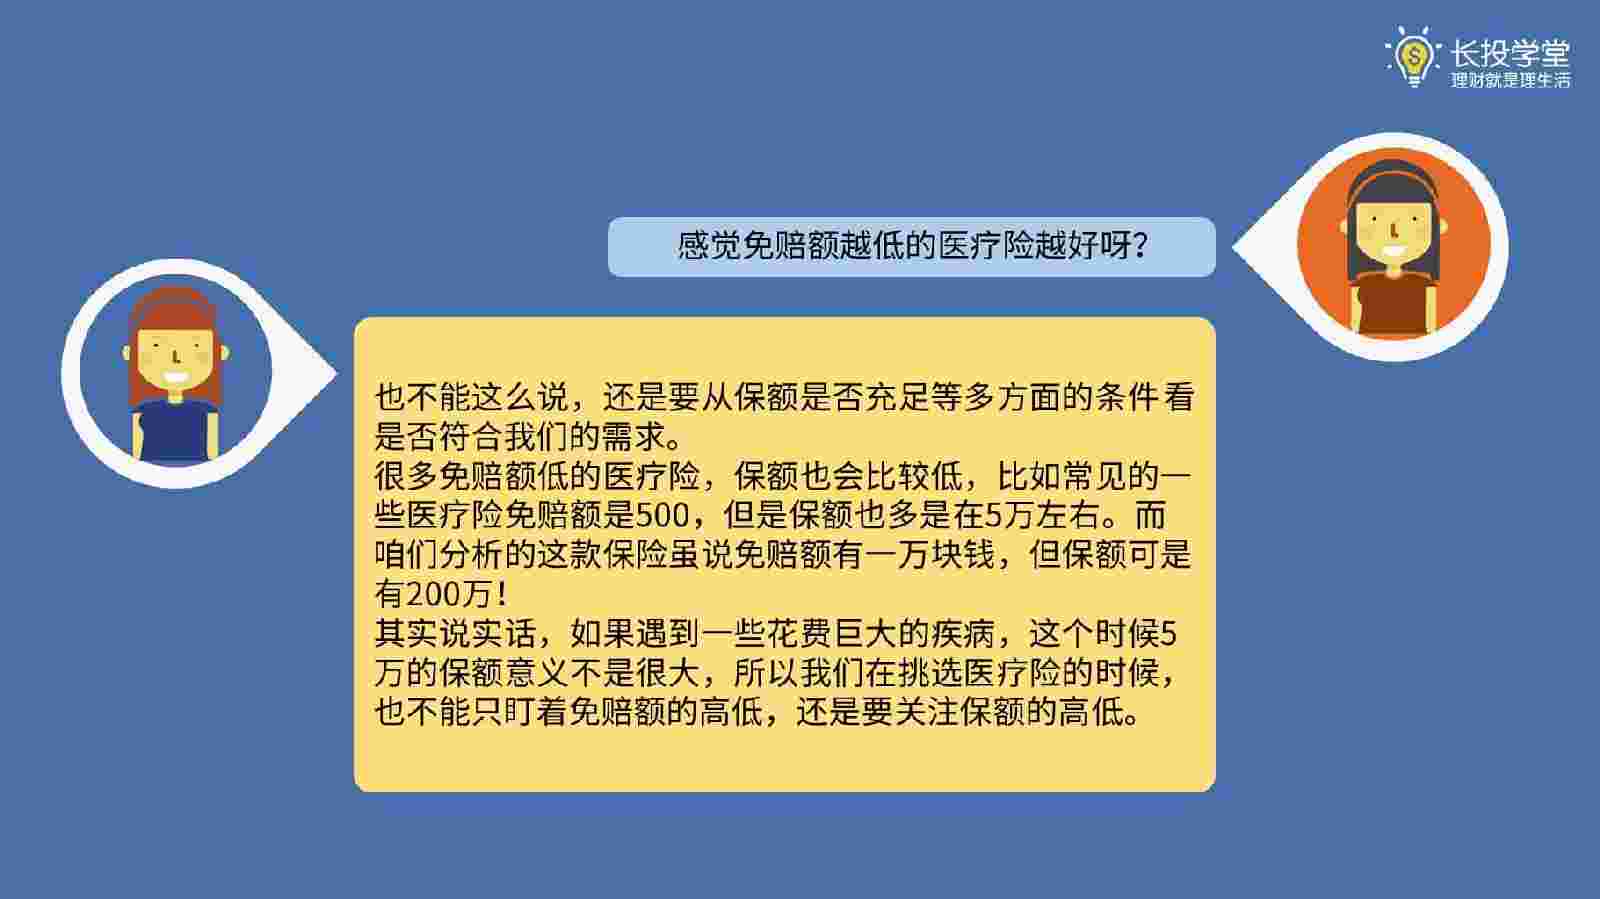 长投学堂
理财就是理生活
感觉免赔额越低的医疗险越好呀？
也不能这么说，还是要从保额是否充足等多方面的条件看
是否符合我们的需求。
很多免赔额低的医疗险，保额也会比较低，比如常见的一
些医疗险免赔额是500，但是保额也多是在5万左右。而
咱们分析的这款保险虽说免赔额有一万块钱，但保额可是
有200万！
其实说实话，如果遇到一些花费巨大的疾病，这个时候5
万的保额意义不是很大，所以我们在挑选医疗险的时候，
也不能只盯着免赔额的高低，还是要关注保额的高低。